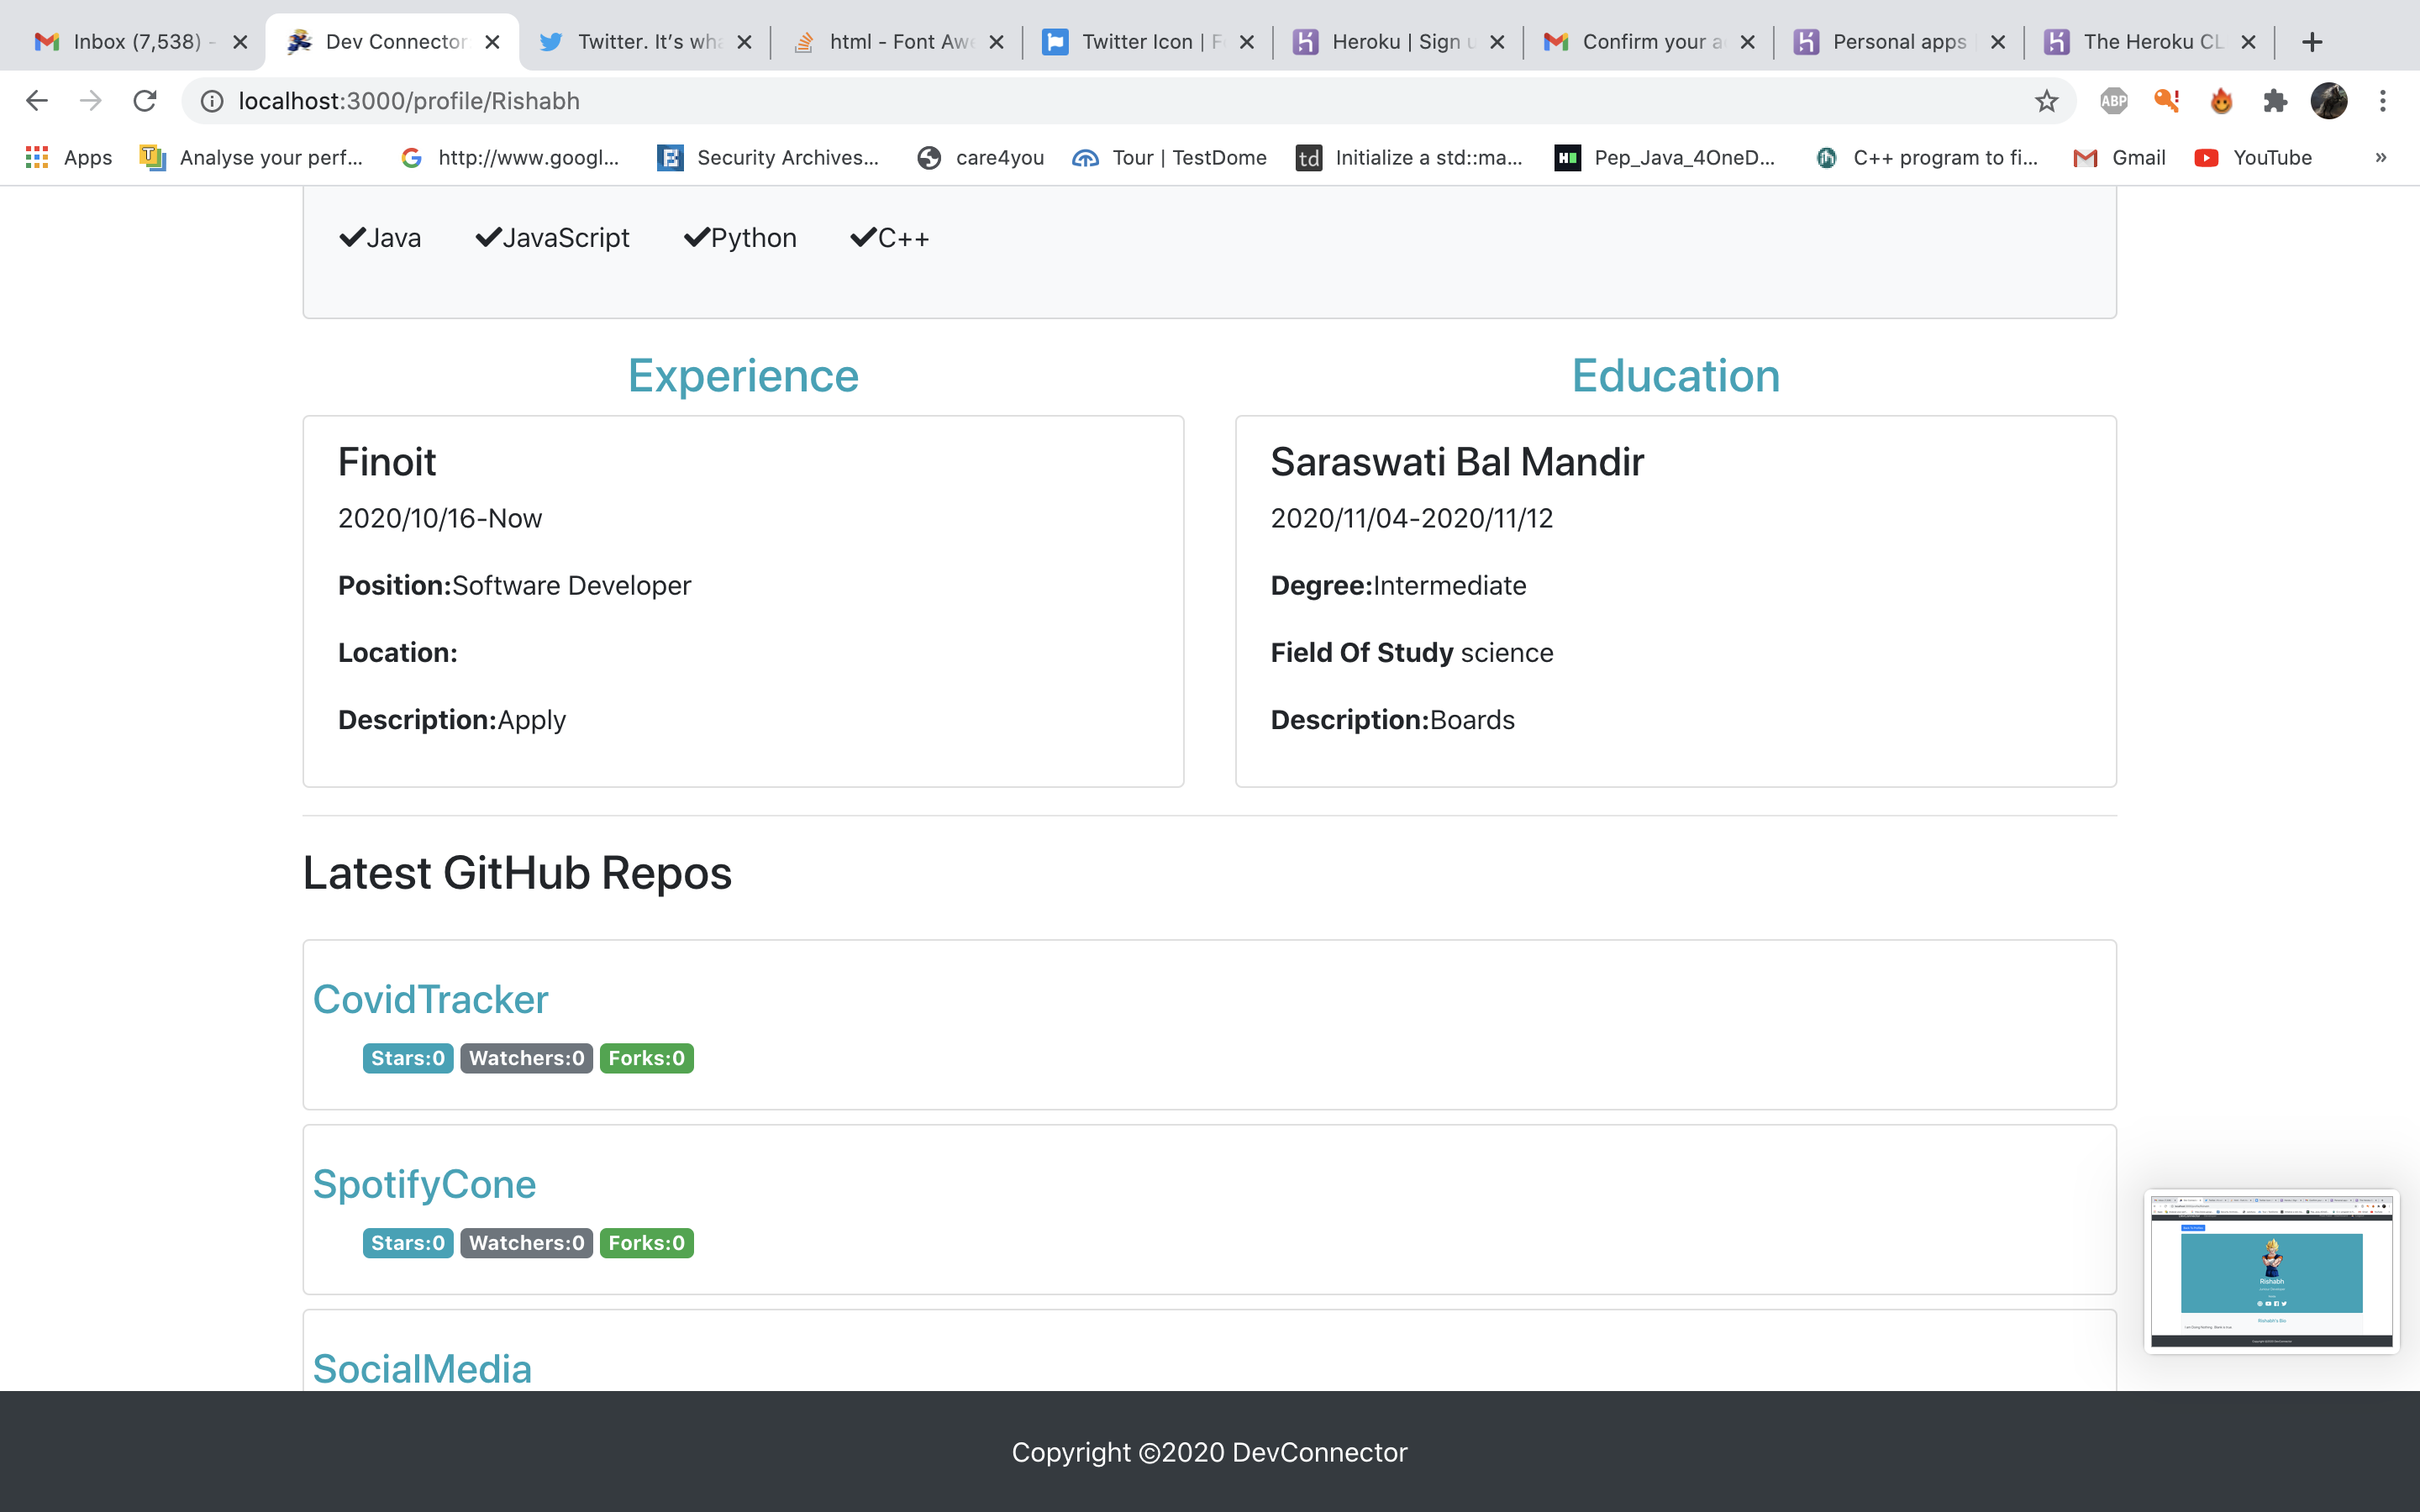 Inbox (7,538) -
Dev Connector
Twitter. It's wha
html - Font Awe
Twitter Icon | F
Heroku | Sign u
Confirm your a
Personal apps
The Heroku CL
localhost:3000/profile/Rishabh
ABP
Apps
Analyse your perf...
http://www.googl...
Security Archives...
care4you
Tour | TestDome
td
Initialize a std::ma...
Pep_Java_4OneD...
C++ program to fi...
Gmail
YouTube
»
Java JavaScript Python C++
Experience
Finoit
2020/10/16-Now
Position:Software Developer
Location:
Description:Apply
Education
Saraswati Bal Mandir
2020/11/04-2020/11/12
Degree:Intermediate
Field Of Study science
Description:Boards
Latest GitHub Repos
CovidTracker
Stars:0 Watchers:0 Forks:0
SpotifyCone
Stars:0 Watchers:0 Forks:0
SocialMedia
Rishabh
Rishabh's Bio
Copyright ©2020 DevConnector